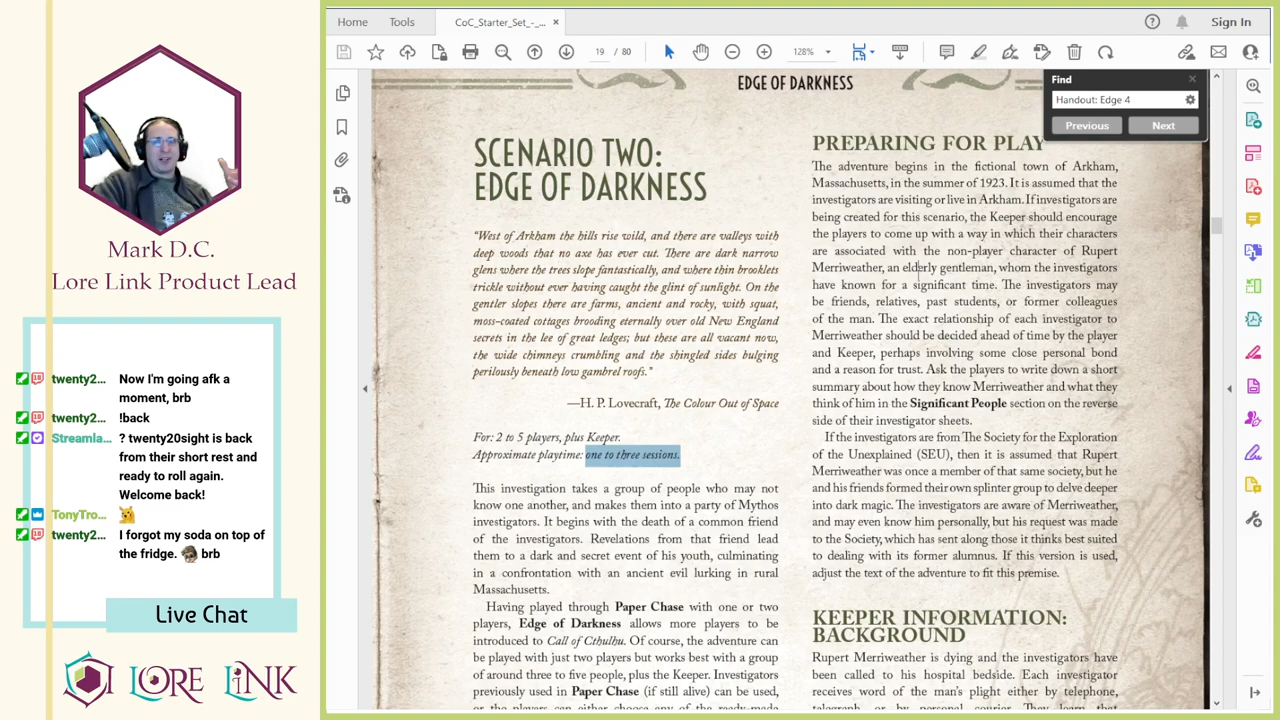 Home
Tools
CoC_Starter_Set_-_... ×
Sign In
19 / 80
128%
Find
Handout: Edge 4
Previous
Next
EDGE OF DARKNESS
SCENARIO TWO:
EDGE OF DARKNESS
"West of Arkham the hills rise wild, and there are valleys with
deep woods that no axe has ever cut. There are dark narrow
glens where the trees slope fantastically, and where thin brooklets
trickle without ever having caught the glint of sunlight. On the
gentler slopes there are farms, ancient and rocky, with squat,
moss-coated cottages brooding eternally over old New England
secrets in the lee of great ledges; but these are all vacant now,
the wide chimneys crumbling and the shingled sides bulging
perilously beneath low gambrel roofs."
—H. P. Lovecraft, The Colour Out of Space
For: 2 to 5 players, plus Keeper.
Approximate playtime: one to three sessions.
This investigation takes a group of people who may not
know one another, and makes them into a party of Mythos
investigators. It begins with the death of a common friend
of the investigators. Revelations from that friend lead
them to a dark and secret event of his youth, culminating
in a confrontation with an ancient evil lurking in rural
Massachusetts.
Having played through Paper Chase with one or two
players, Edge of Darkness allows more players to be
introduced to Call of Cthulhu. Of course, the adventure can
be played with just two players but works best with a group
of around three to five people, plus the Keeper. Investigators
previously used in Paper Chase (if still alive) can be used,
or the players can either choose any of the ready-made
PREPARING FOR PLAY
The adventure begins in the fictional town of Arkham,
Massachusetts, in the summer of 1923. It is assumed that the
investigators are visiting or live in Arkham. If investigators are
being created for this scenario, the Keeper should encourage
the players to come up with a way in which their characters
are associated with the non-player character of Rupert
Merriweather, an elderly gentleman, whom the investigators
have known for a significant time. The investigators may
be friends, relatives, past students, or former colleagues
of the man. The exact relationship of each investigator to
Merriweather should be decided ahead of time by the player
and Keeper, perhaps involving some close personal bond
and a reason for trust. Ask the players to write down a short
summary about how they know Merriweather and what they
think of him in the Significant People section on the reverse
side of their investigator sheets.
If the investigators are from The Society for the Exploration
of the Unexplained (SEU), then it is assumed that Rupert
Merriweather was once a member of that same society, but he
and his friends formed their own splinter group to delve deeper
into dark magic. The investigators are aware of Merriweather,
and may even know him personally, but his request was made
to the Society, which has sent along those it thinks best suited
to dealing with its former alumnus. If this version is used,
adjust the text of the adventure to fit this premise.
KEEPER INFORMATION:
BACKGROUND
Rupert Merriweather is dying and the investigators have
been called to his hospital bedside. Each investigator
receives word of the man's plight either by telephone,
telegraph, or by personal courier. They learn that
Mark D.C.
Lore Link Product Lead
twenty2... Now I'm going afk a
moment, brb
twenty2... !back
Streamla... ? twenty20sight is back
from their short rest and
ready to roll again.
Welcome back!
TonyTro...
twenty2... I forgot my soda on top of
the fridge. brb
Live Chat
LORE LINK